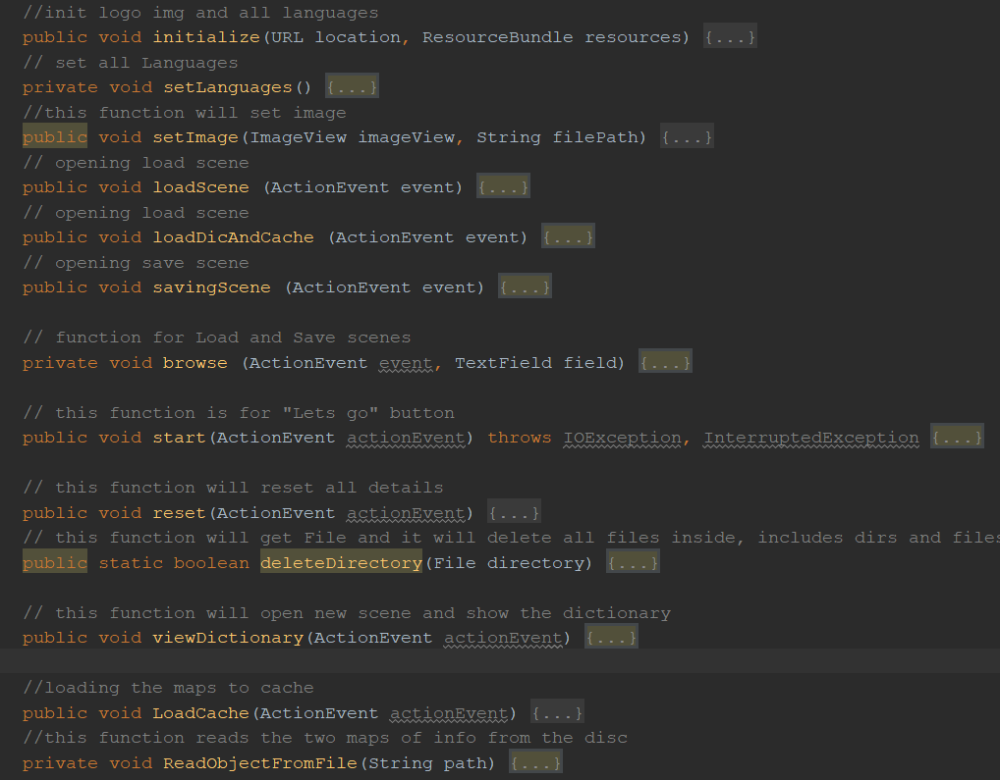 //init logo img and all languages
public void initialize(URL location, ResourceBundle resources) {...}
// set all Languages
private void setLanguages() {...}
//this function will set image
public void setImage(ImageView imageView, String filePath) {...}
// opening load scene
public void loadScene (ActionEvent event) {...}
// opening load scene
public void loadDicAndCache (ActionEvent event) {...}
// opening save scene
public void savingScene (ActionEvent event) {...}
// function for Load and Save scenes
private void browse (ActionEvent event, TextField field) {...}
// this function is for "Lets go" button
public void start(ActionEvent actionEvent) throws IOException, InterruptedException {...}
// this function will reset all details
public void reset(ActionEvent actionEvent) {...}
// this function will get File and it will delete all files inside, includes dirs and files
public static boolean deleteDirectory(File directory) {...}
// this function will open new scene and show the dictionary
public void viewDictionary(ActionEvent actionEvent) {...}
//loading the maps to cache
public void LoadCache(ActionEvent actionEvent) {...}
//this function reads the two maps of info from the disc
private void ReadObjectFromFile(String path) {...}